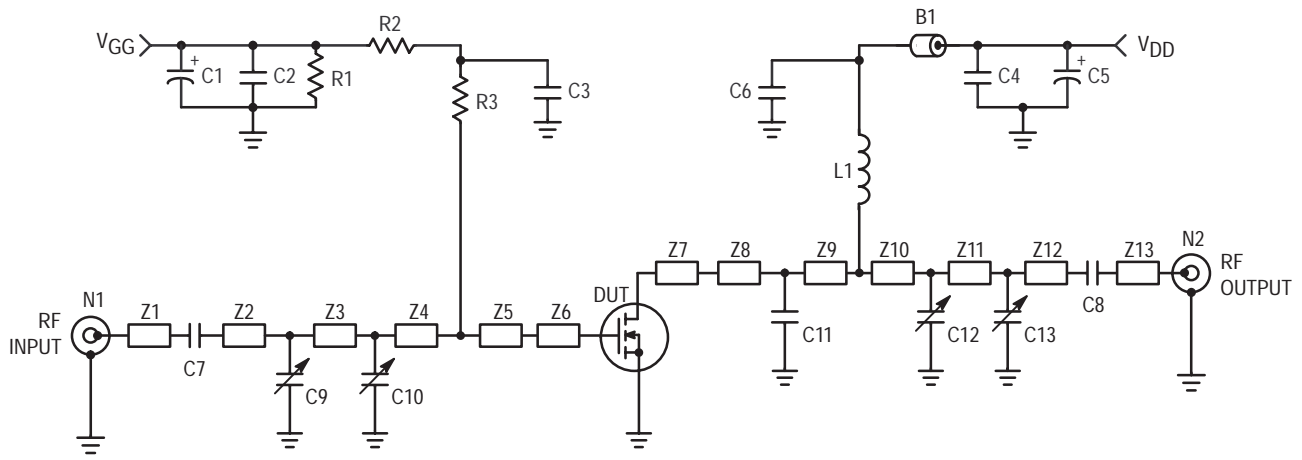 B1
R2
VGG
VDD
+
C1
C2
R1
R3
C3
C6
C4
+
C5
L1
Z7
Z8
Z9
Z10
Z11
Z12
Z13
N2
RF
OUTPUT
C8
DUT
N1
RF
INPUT
Z1
Z2
Z3
Z4
Z5
Z6
C7
C11
C12
C13
C9
C10